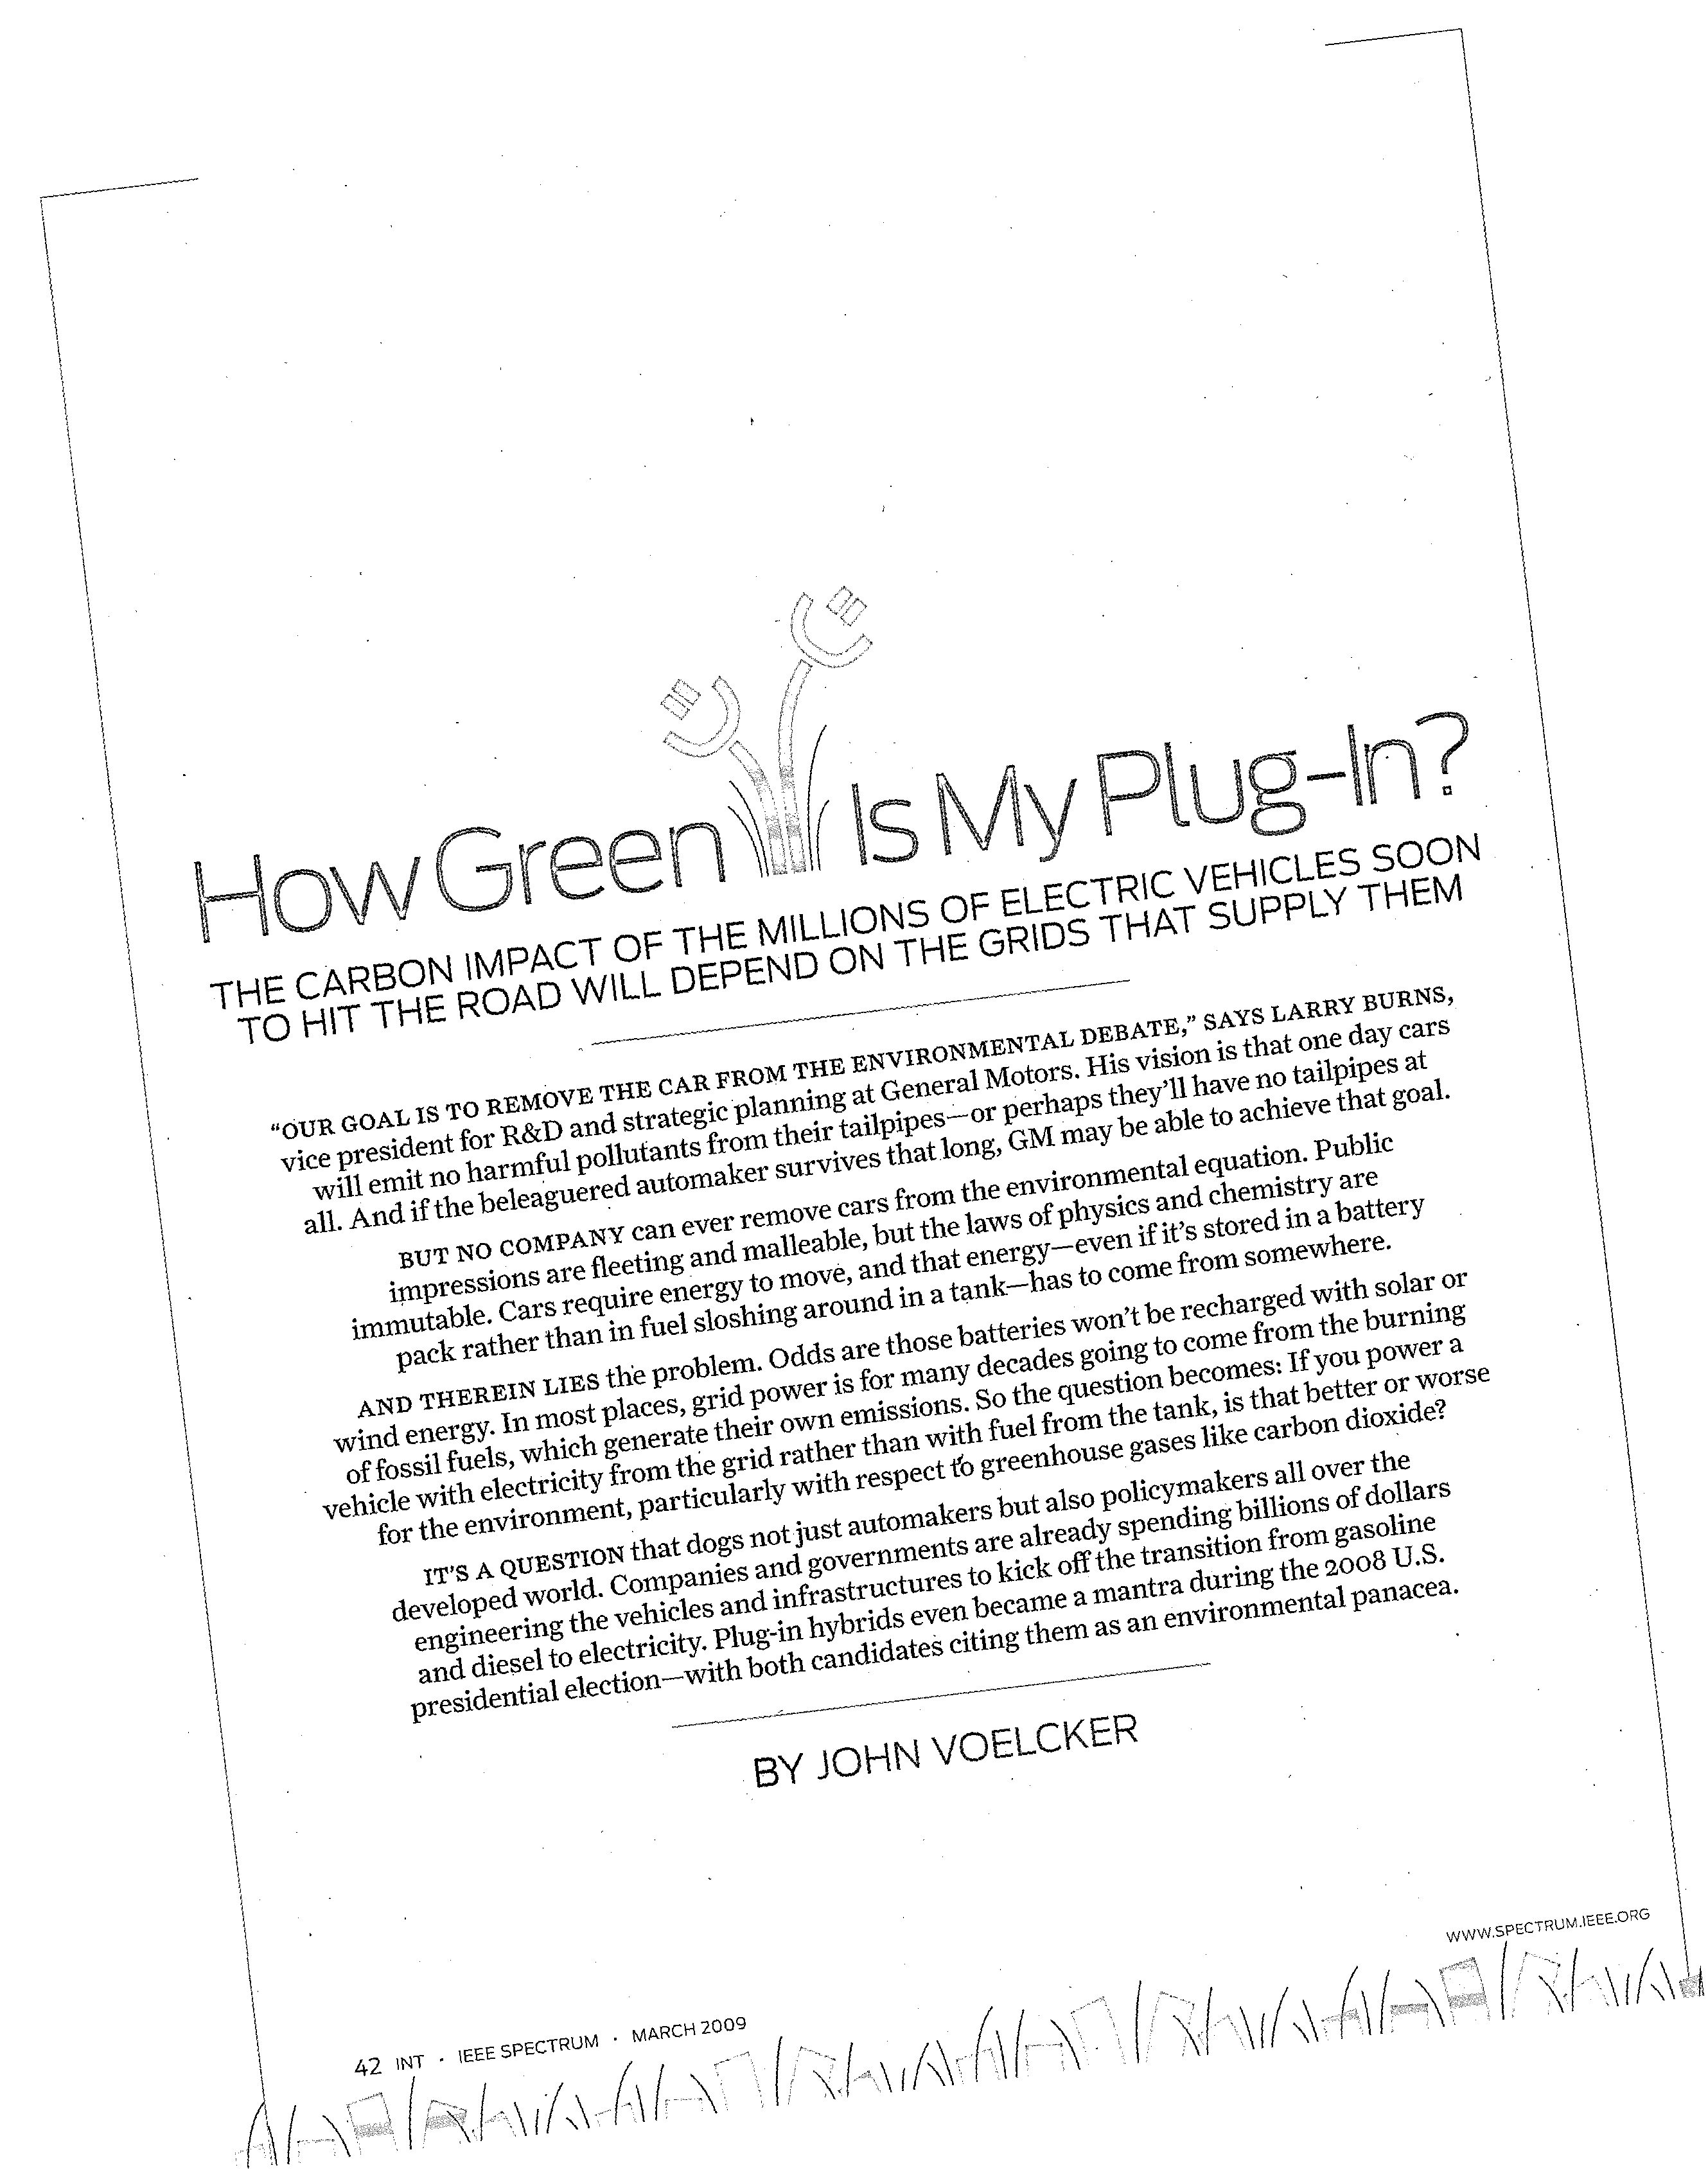 How Green Is My Plug-In?
THE CARBON IMPACT OF THE MILLIONS OF ELECTRIC VEHICLES SOON
TO HIT THE ROAD WILL DEPEND ON THE GRIDS THAT SUPPLY THEM
“OUR GOAL IS TO REMOVE THE CAR FROM THE ENVIRONMENTAL DEBATE,” SAYS LARRY BURNS,
vice president for R&D and strategic planning at General Motors. His vision is that one day cars
will emit no harmful pollutants from their tailpipes—or perhaps they’ll have no tailpipes at
all. And if the beleaguered automaker survives that long, GM may be able to achieve that goal.
BUT NO COMPANY can ever remove cars from the environmental equation. Public
impressions are fleeting and malleable, but the laws of physics and chemistry are
immutable. Cars require energy to move, and that energy—even if it’s stored in a battery
pack rather than in fuel sloshing around in a tank—has to come from somewhere.
AND THEREIN LIES the problem. Odds are those batteries won’t be recharged with solar or
wind energy. In most places, grid power is for many decades going to come from the burning
of fossil fuels, which generate their own emissions. So the question becomes: If you power a
vehicle with electricity from the grid rather than with fuel from the tank, is that better or worse
for the environment, particularly with respect to greenhouse gases like carbon dioxide?
IT’S A QUESTION that dogs not just automakers but also policymakers all over the
developed world. Companies and governments are already spending billions of dollars
engineering the vehicles and infrastructures to kick off the transition from gasoline
and diesel to electricity. Plug-in hybrids even became a mantra during the 2008 U.S.
presidential election—with both candidates citing them as an environmental panacea.
BY JOHN VOELCKER
WWW.SPECTRUM.IEEE.ORG
42 INT · IEEE SPECTRUM · MARCH 2009